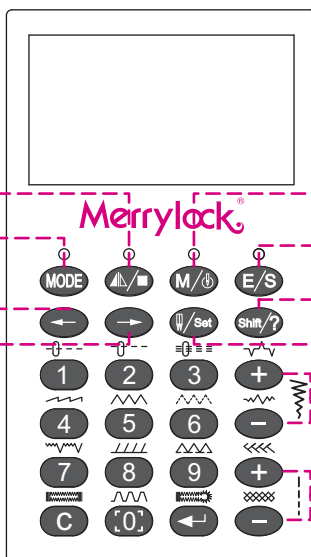 Merrylock®
MODE / M/ E/S
/Set Shift/?
1 2 3 +
4 5 6 −
7 8 9 +
C [0] −